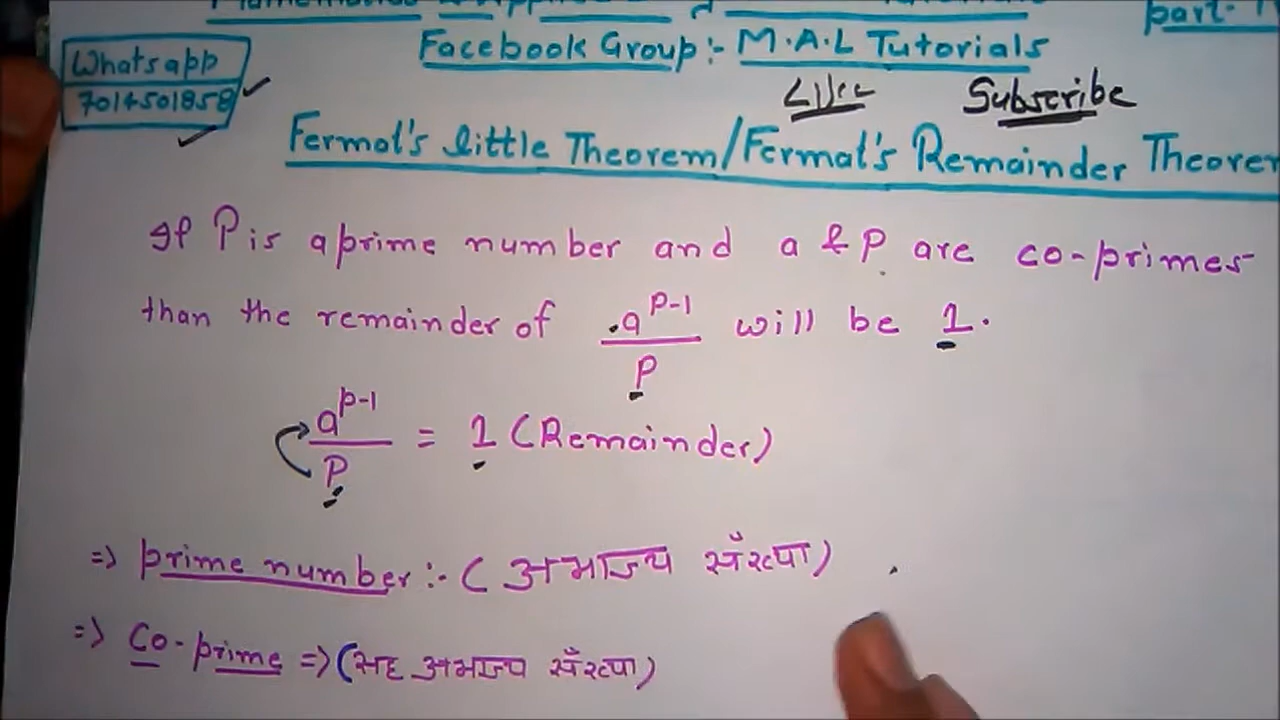 part-1
Facebook Group:- M.A.L Tutorials
Whatsapp
7014501858
Like Subscribe
Fermat's little Theorem/Fermat's Remainder Theorem
If P is a prime number and a & P are co-primes
than the remainder of a^(P-1)/P will be 1.
a^(P-1)/P = 1 (Remainder)
=> prime number:- (अभाज्य सँख्या)
=> Co-prime => (सह अभाज्य सँख्या)